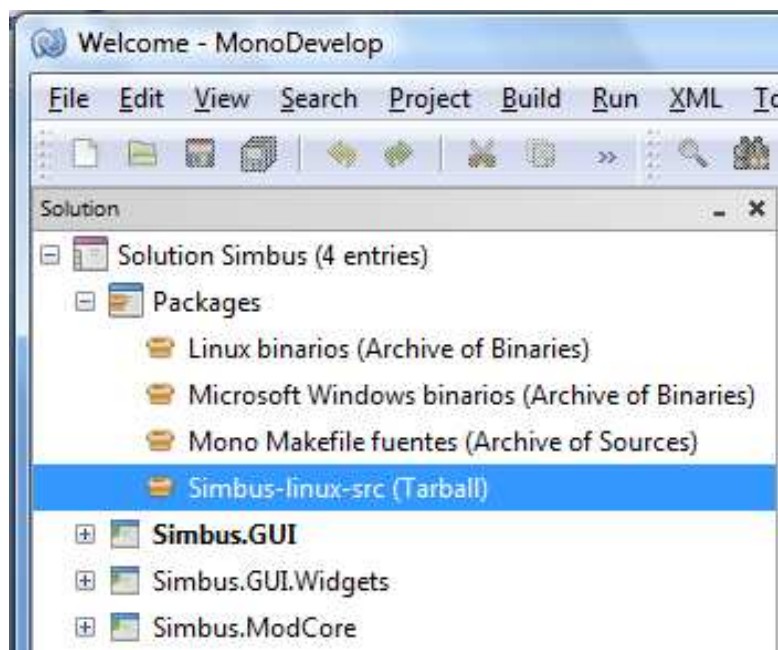 Welcome - MonoDevelop
File Edit View Search Project Build Run XML
Solution
Solution Simbus (4 entries)
Packages
Linux binarios (Archive of Binaries)
Microsoft Windows binarios (Archive of Binaries)
Mono Makefile fuentes (Archive of Sources)
Simbus-linux-src (Tarball)
Simbus.GUI
Simbus.GUI.Widgets
Simbus.ModCore